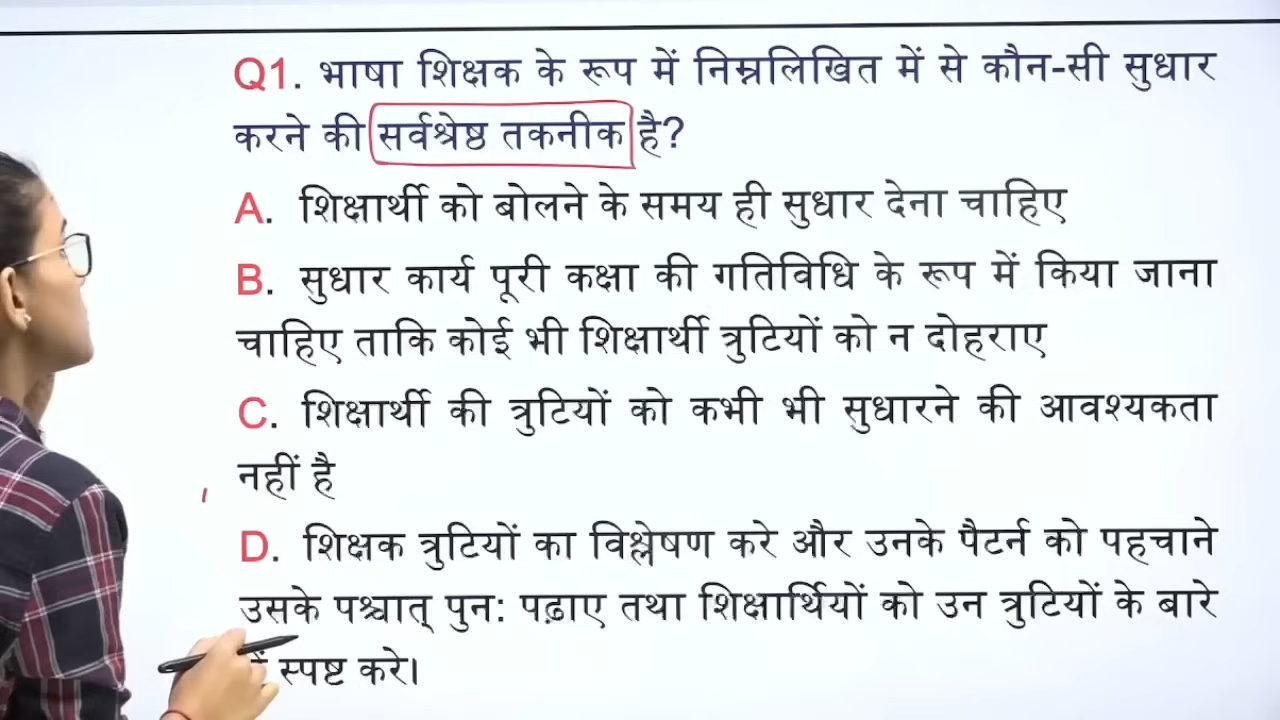 Q1. भाषा शिक्षक के रूप में निम्नलिखित में से कौन-सी सुधार
करने की सर्वश्रेष्ठ तकनीक है?
A. शिक्षार्थी को बोलने के समय ही सुधार देना चाहिए
B. सुधार कार्य पूरी कक्षा की गतिविधि के रूप में किया जाना
चाहिए ताकि कोई भी शिक्षार्थी त्रुटियों को न दोहराए
C. शिक्षार्थी की त्रुटियों को कभी भी सुधारने की आवश्यकता
नहीं है
D. शिक्षक त्रुटियों का विश्लेषण करे और उनके पैटर्न को पहचाने
उसके पश्चात् पुन: पढ़ाए तथा शिक्षार्थियों को उन त्रुटियों के बारे
स्पष्ट करे।